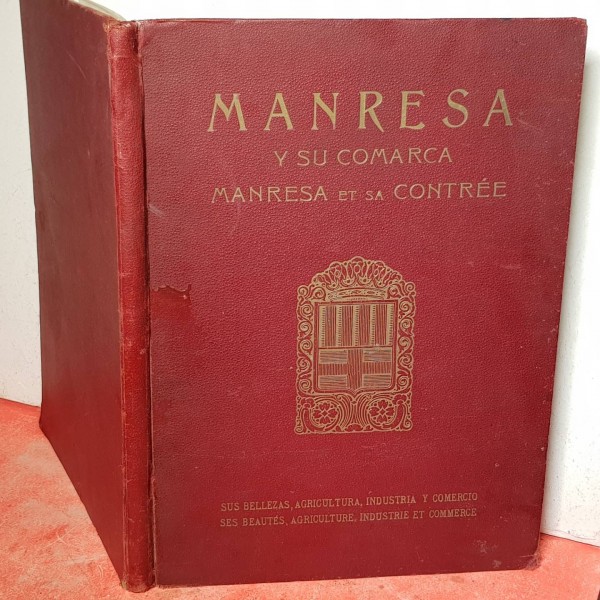 MANRESA
Y SU COMARCA
MANRESA ET SA CONTRÉE
SUS BELLEZAS, AGRICULTURA, INDUSTRIA Y COMERCIO
SES BEAUTÉS, AGRICULTURE, INDUSTRIE ET COMMERCE